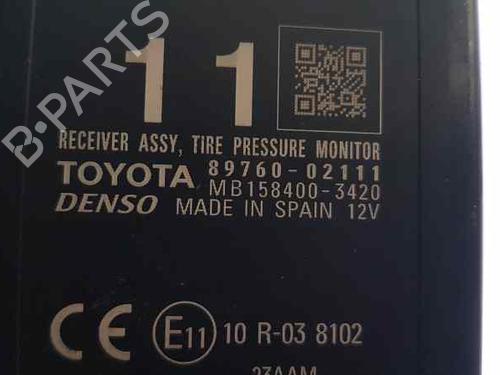 11
RECEIVER ASSY, TIRE PRESSURE MONITOR
TOYOTA 89760-02111
MB158400-3420
DENSO MADE IN SPAIN 12V
CE E11 10 R-03 8102
23AAM
B-PARTS